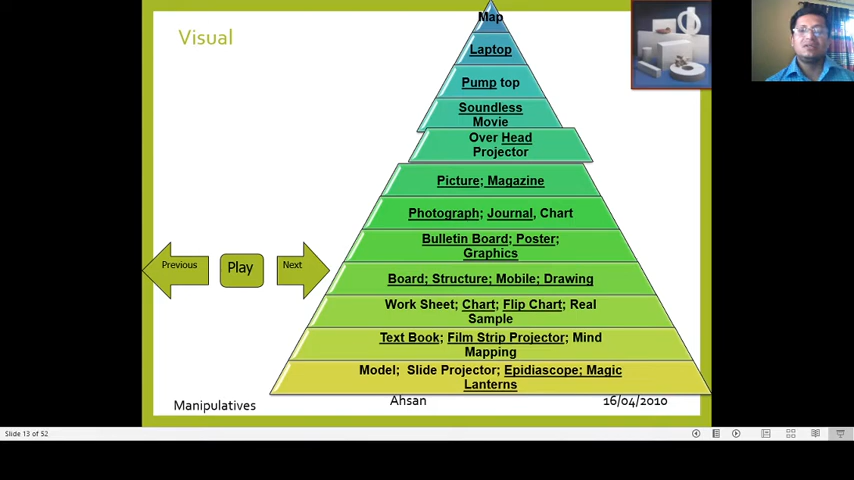 Visual
Map
Laptop
Pump top
Soundless
Movie
Over Head
Projector
Picture; Magazine
Photograph; Journal, Chart
Bulletin Board; Poster;
Graphics
Board; Structure; Mobile; Drawing
Work Sheet; Chart; Flip Chart; Real
Sample
Text Book; Film Strip Projector; Mind
Mapping
Model; Slide Projector; Epidiascope; Magic
Lanterns
Previous
Play
Next
Manipulatives
Ahsan
16/04/2010
Slide 13 of 52